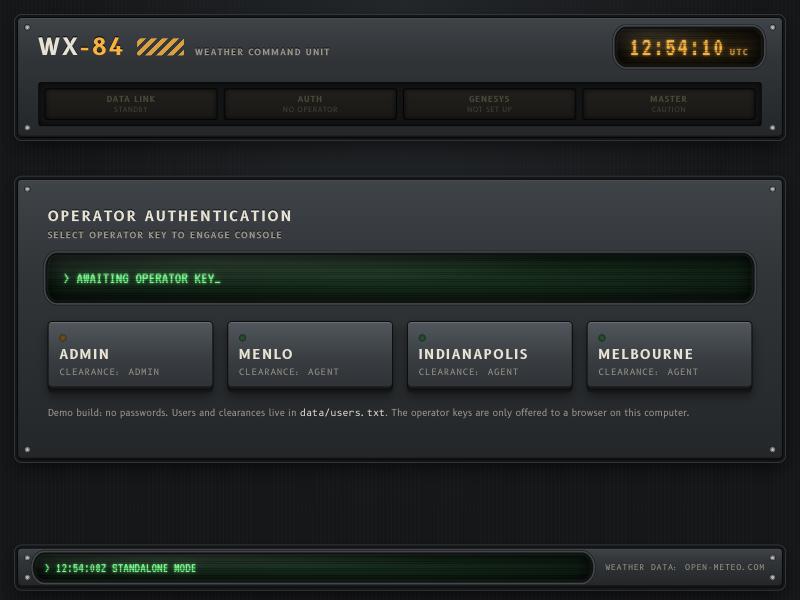 WX-84 WEATHER COMMAND UNIT 12:54:10 UTC
DATA LINK AUTH GENESYS MASTER
STANDBY NO OPERATOR NOT SET UP CAUTION
OPERATOR AUTHENTICATION
SELECT OPERATOR KEY TO ENGAGE CONSOLE
❯ AWAITING OPERATOR KEY_
ADMIN MENLO INDIANAPOLIS MELBOURNE
CLEARANCE: ADMIN CLEARANCE: AGENT CLEARANCE: AGENT CLEARANCE: AGENT
Demo build: no passwords. Users and clearances live in data/users.txt. The operator keys are only offered to a browser on this computer.
❯ 12:54:08Z STANDALONE MODE WEATHER DATA: OPEN-METEO.COM